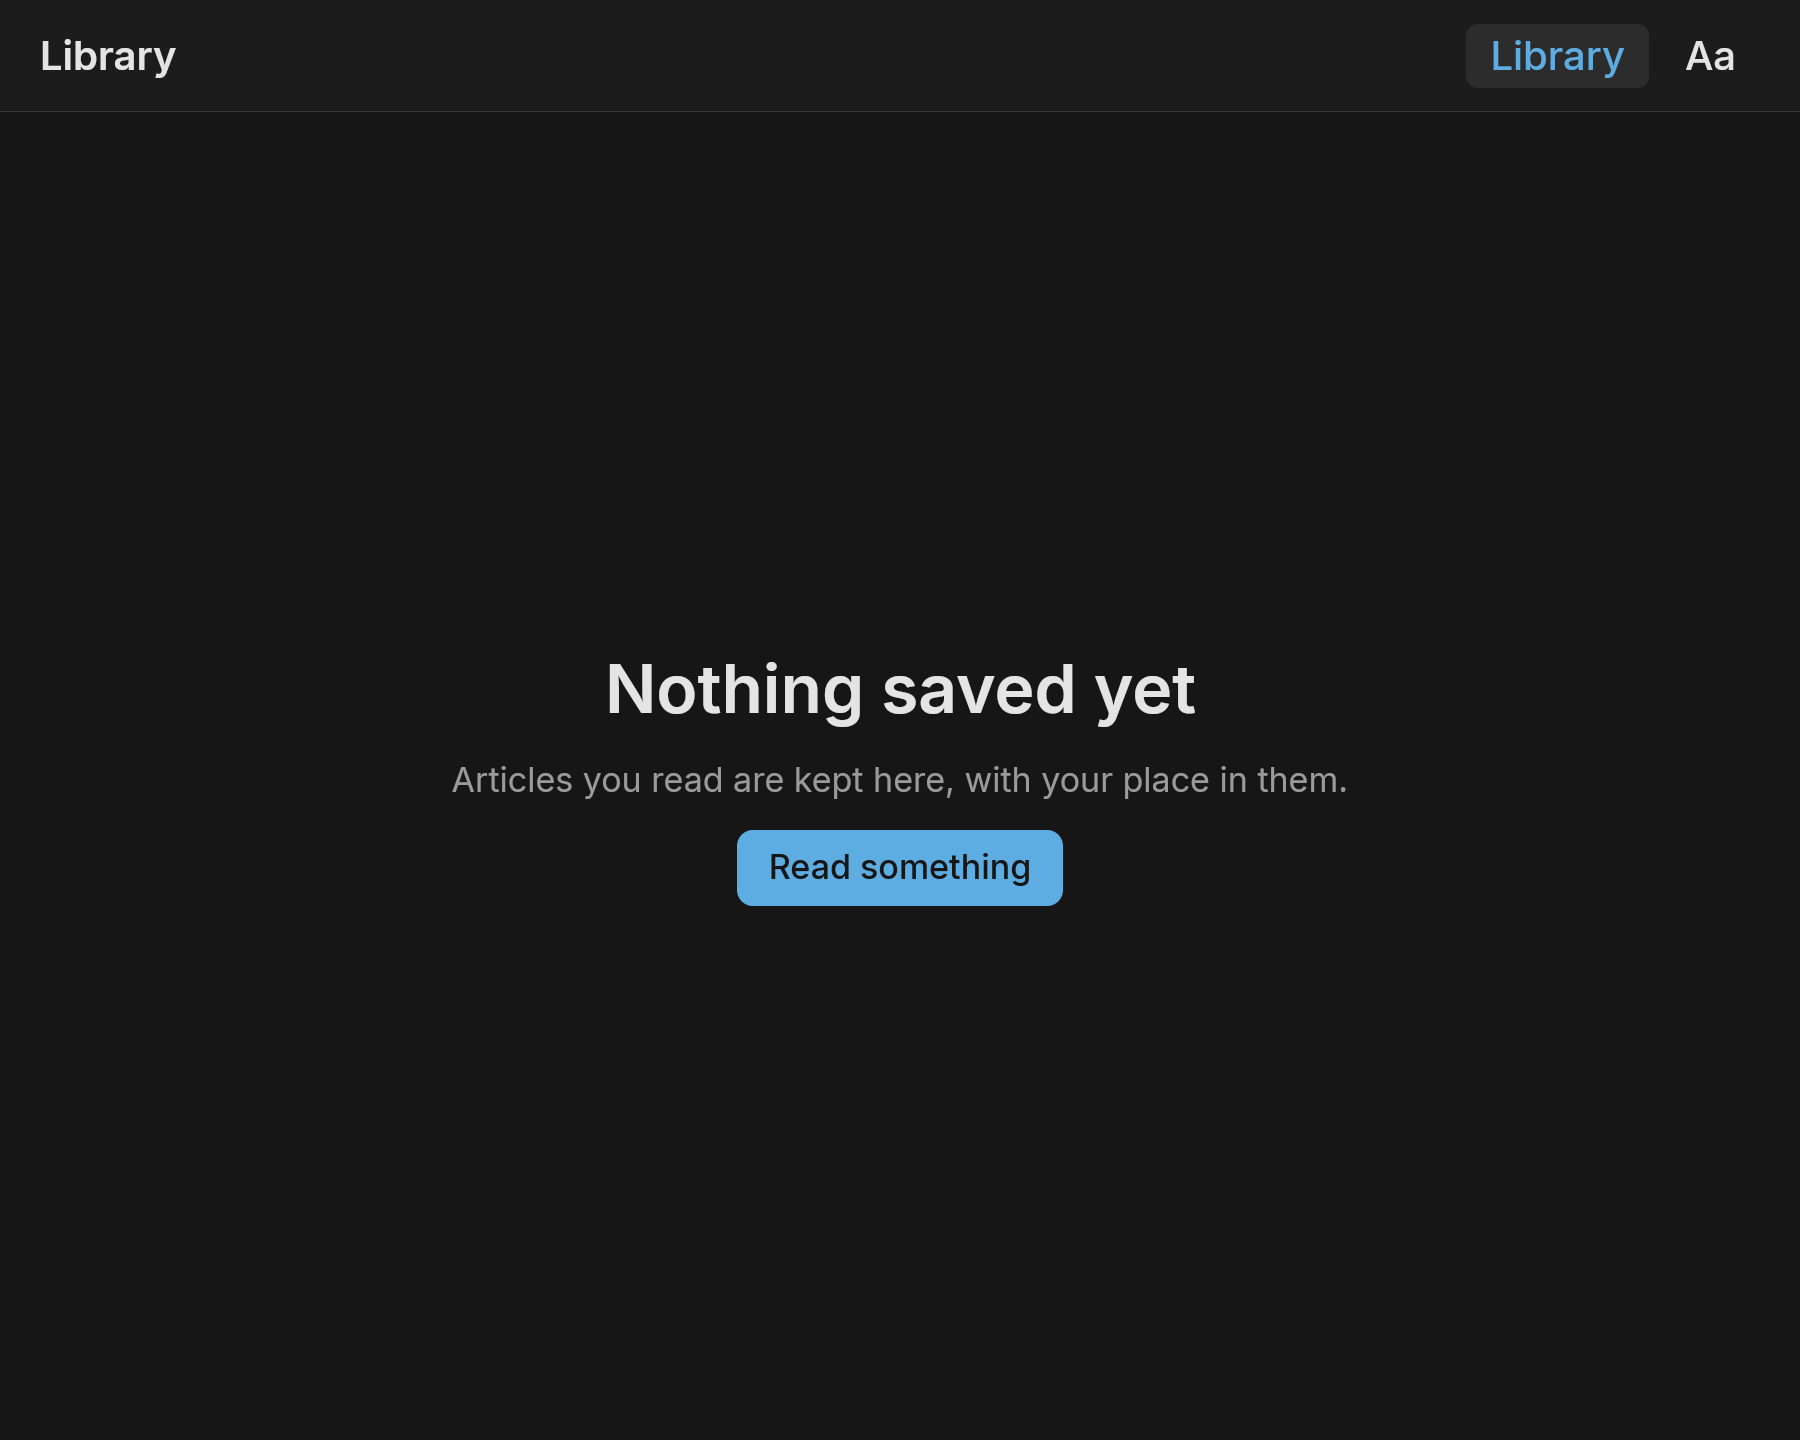 Library
Library
Aa
Nothing saved yet
Articles you read are kept here, with your place in them.
Read something